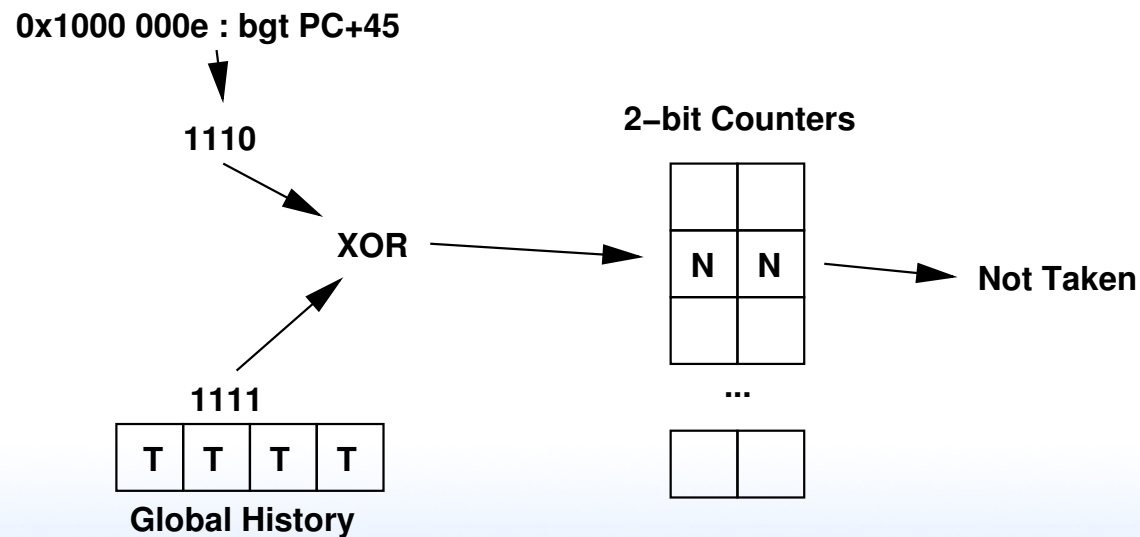 0x1000 000e : bgt PC+45
1110
2−bit Counters
XOR
N N
Not Taken
1111
...
T T T T
Global History